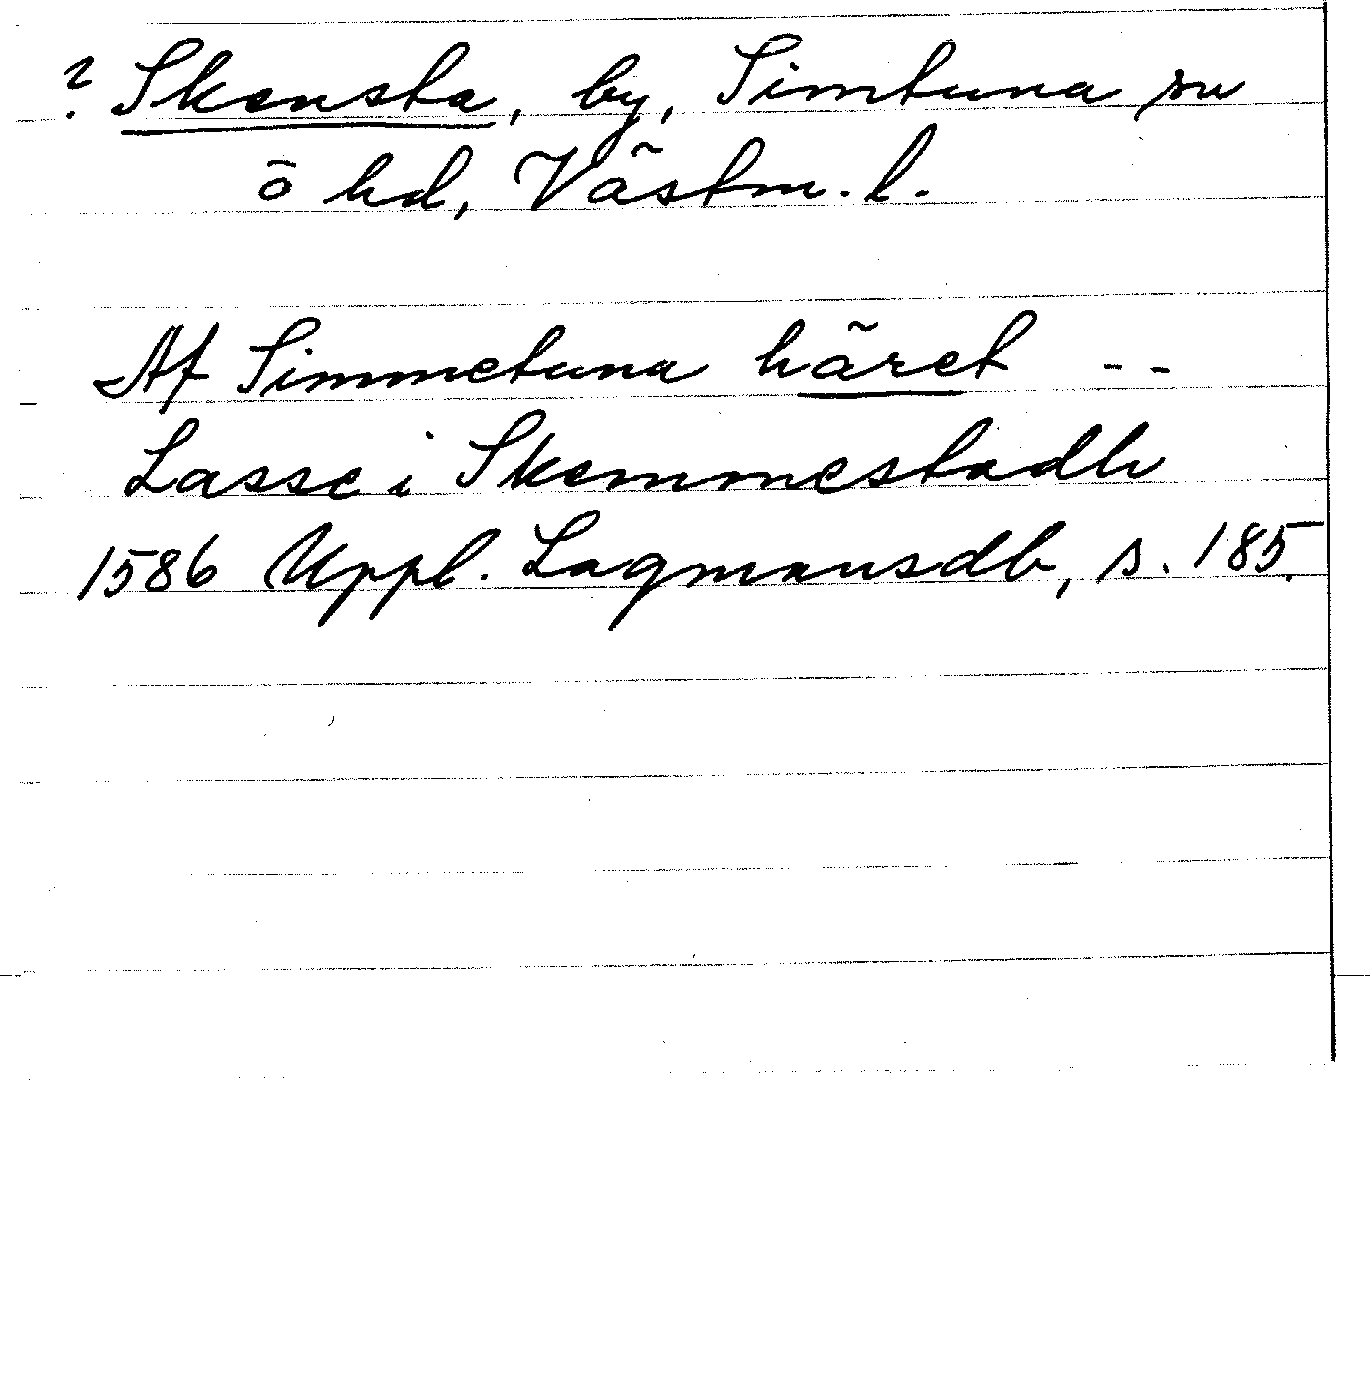 ? Skensta, by, Simtuna sn
ö hd, Västm. l.
Af Simmetuna häret --
Lasse i Skemmestadh
1586 Uppl. Lagmansdb, s. 185.